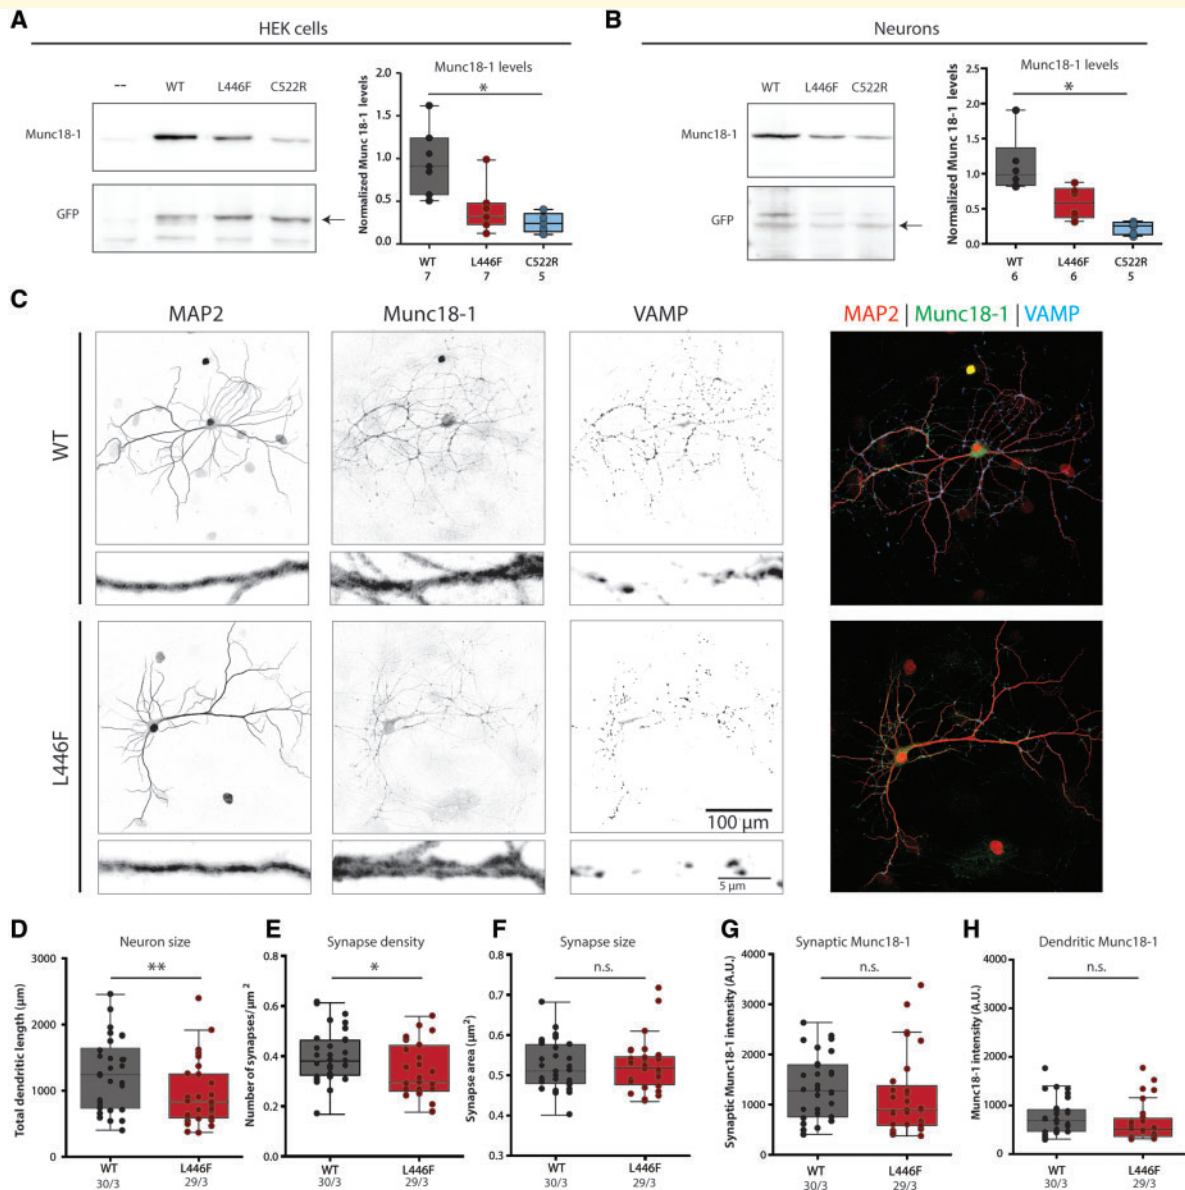 A
HEK cells
-- WT L446F C522R
Munc18-1
GFP
Munc18-1 levels
*
Normalized Munc 18-1 levels
2.0
1.5
1.0
0.5
0.0
WT L446F C522R
7 7 5
B
Neurons
WT L446F C522R
Munc18-1
GFP
Munc18-1 levels
*
Normalized Munc 18-1 levels
2.5
2.0
1.5
1.0
0.5
0.0
WT L446F C522R
6 6 5
C
MAP2 Munc18-1 VAMP MAP2 | Munc18-1 | VAMP
WT
L446F
100 µm
5 µm
D
Neuron size
**
Total dendritic length (µm)
3000
2000
1000
0
WT L446F
30/3 29/3
E
Synapse density
*
Number of synapses/µm²
0.8
0.6
0.4
0.2
0.0
WT L446F
30/3 29/3
F
Synapse size
n.s.
Synapse area (µm²)
0.8
0.7
0.6
0.5
0.4
0.3
WT L446F
30/3 29/3
G
Synaptic Munc18-1
n.s.
Synaptic Munc18-1 intensity (A.U.)
4000
3000
2000
1000
0
WT L446F
30/3 29/3
H
Dendritic Munc18-1
n.s.
Munc18-1 intensity (A.U.)
4000
3000
2000
1000
0
WT L446F
30/3 29/3